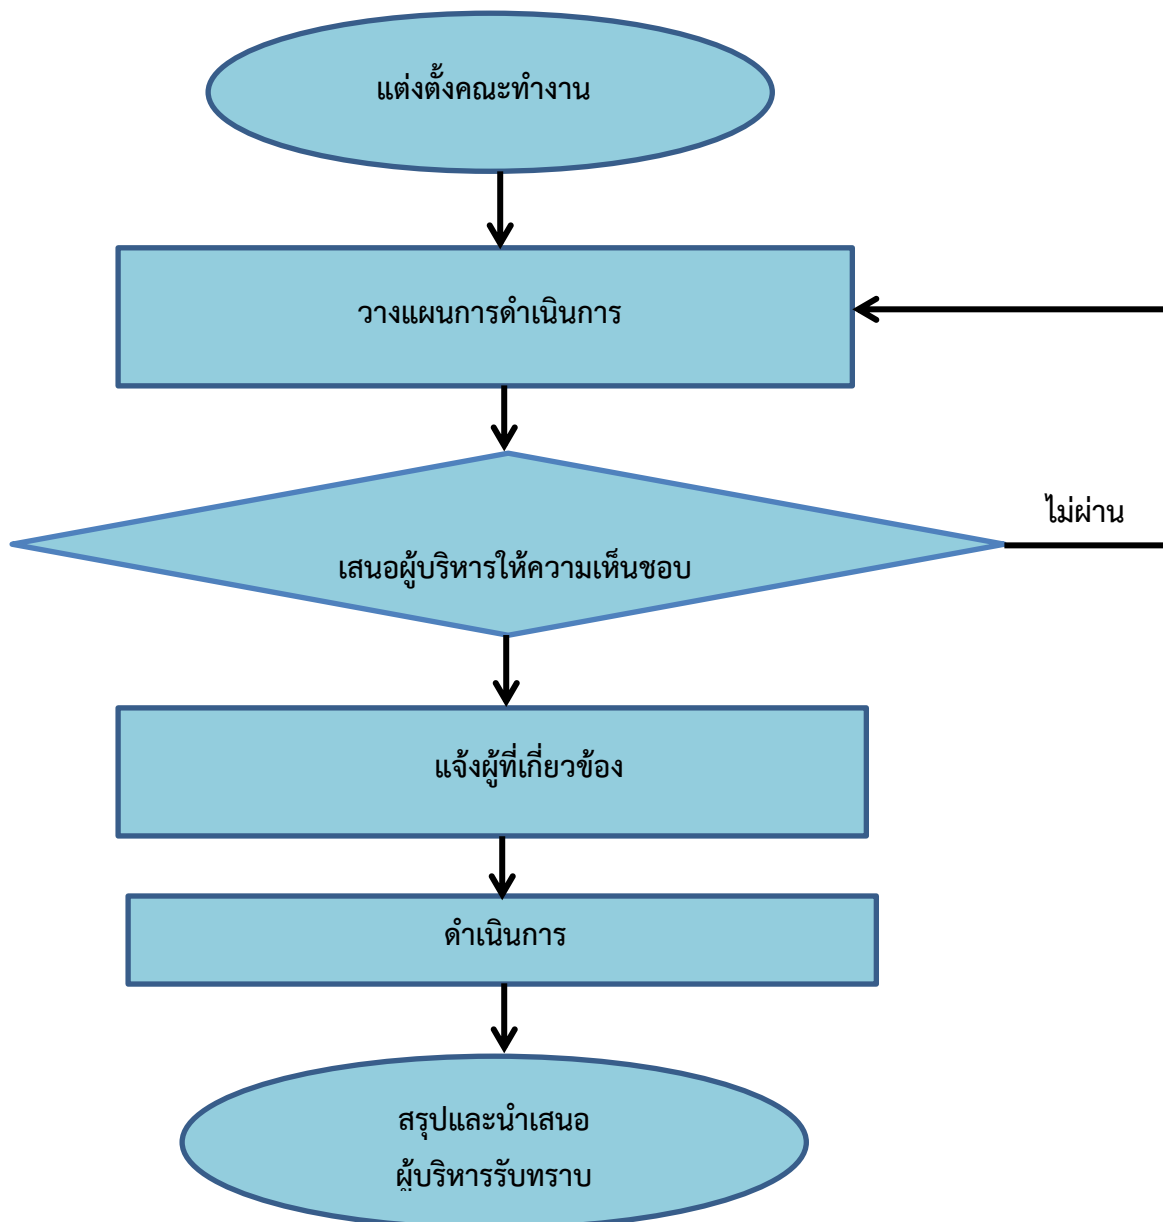 แต่งตั้งคณะทำงาน
วางแผนการดำเนินการ
ไม่ผ่าน
เสนอผู้บริหารให้ความเห็นชอบ
แจ้งผู้ที่เกี่ยวข้อง
ดำเนินการ
สรุปและนำเสนอ
ผู้บริหารรับทราบ